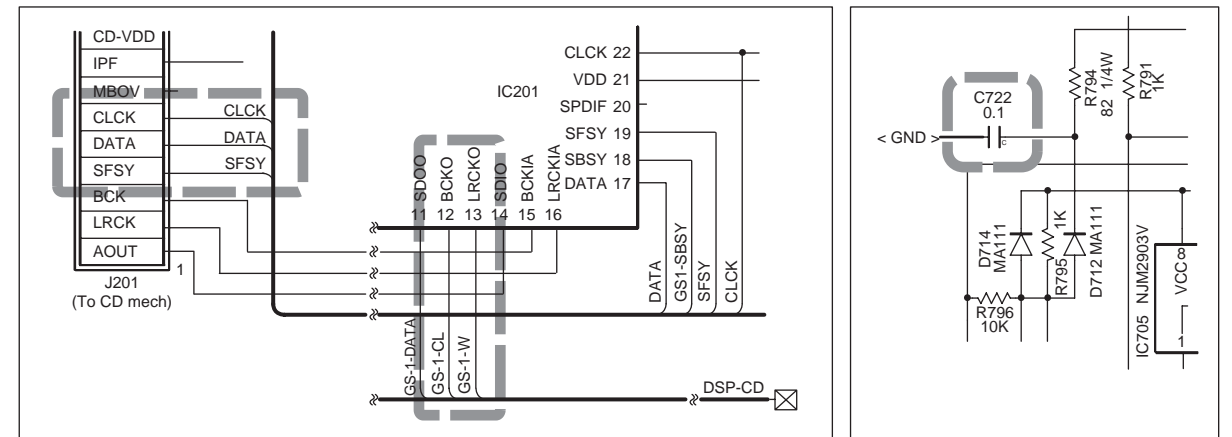 CD-VDD
IPF
MBOV
CLCK
DATA
SFSY
BCK
LRCK
AOUT
1
J201
(To CD mech)
CLCK
DATA
SFSY
IC201
CLCK 22
VDD 21
SPDIF 20
SFSY 19
SBSY 18
DATA 17
SDOO
BCKO
LRCKO
SDIO
BCKIA
LRCKIA
11 12 13 14 15 16
DATA
GS1-SBSY
SFSY
CLCK
GS-1-DATA
GS-1-CL
GS-1-W
DSP-CD
C722
0.1
C
< GND >
R794
82 1/4W
R791
1K
D714
MA111
R795
1K
D712 MA111
R796
10K
IC705 NJM2903V
VCC
8
1